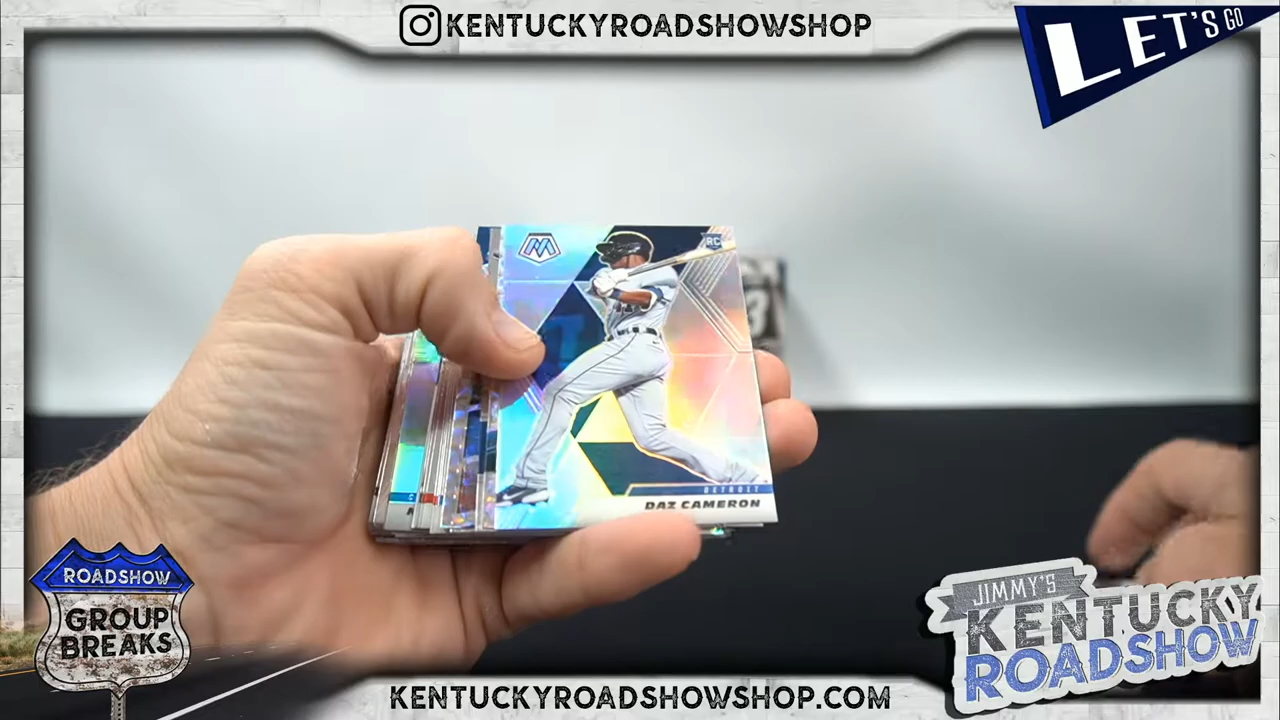 KENTUCKYROADSHOWSHOP
LET'S GO
RC
DETROIT
DAZ CAMERON
ROADSHOW
GROUP
BREAKS
JIMMY'S
KENTUCKY
ROADSHOW
KENTUCKYROADSHOWSHOP.COM